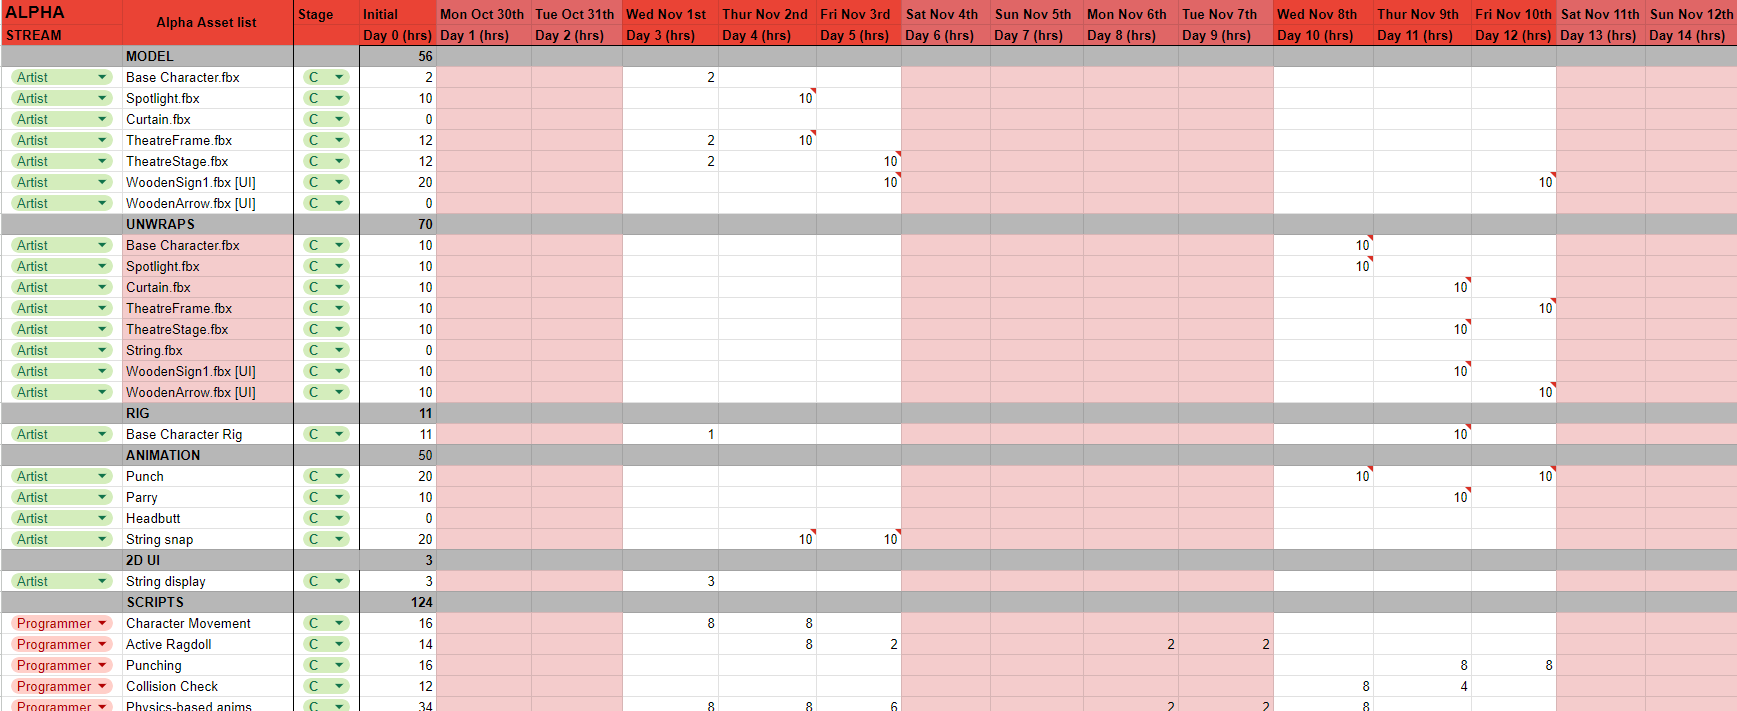 ALPHA Alpha Asset list Stage Initial Mon Oct 30th Tue Oct 31th Wed Nov 1st Thur Nov 2nd Fri Nov 3rd Sat Nov 4th Sun Nov 5th Mon Nov 6th Tue Nov 7th Wed Nov 8th Thur Nov 9th Fri Nov 10th Sat Nov 11th Sun Nov 12th
STREAM Day 0 (hrs) Day 1 (hrs) Day 2 (hrs) Day 3 (hrs) Day 4 (hrs) Day 5 (hrs) Day 6 (hrs) Day 7 (hrs) Day 8 (hrs) Day 9 (hrs) Day 10 (hrs) Day 11 (hrs) Day 12 (hrs) Day 13 (hrs) Day 14 (hrs)
MODEL 56
Artist Base Character.fbx C 2 2
Artist Spotlight.fbx C 10 10
Artist Curtain.fbx C 0
Artist TheatreFrame.fbx C 12 2 10
Artist TheatreStage.fbx C 12 2 10
Artist WoodenSign1.fbx [UI] C 20 10 10
Artist WoodenArrow.fbx [UI] C 0
UNWRAPS 70
Artist Base Character.fbx C 10 10
Artist Spotlight.fbx C 10 10
Artist Curtain.fbx C 10 10
Artist TheatreFrame.fbx C 10 10
Artist TheatreStage.fbx C 10 10
Artist String.fbx C 0
Artist WoodenSign1.fbx [UI] C 10 10
Artist WoodenArrow.fbx [UI] C 10 10
RIG 11
Artist Base Character Rig C 11 1 10
ANIMATION 50
Artist Punch C 20 10 10
Artist Parry C 10 10
Artist Headbutt C 0
Artist String snap C 20 10 10
2D UI 3
Artist String display C 3 3
SCRIPTS 124
Programmer Character Movement C 16 8 8
Programmer Active Ragdoll C 14 8 2 2 2
Programmer Punching C 16 8 8
Programmer Collision Check C 12 8 4
Programmer Physics-based anims C 34 8 8 6 2 2 8